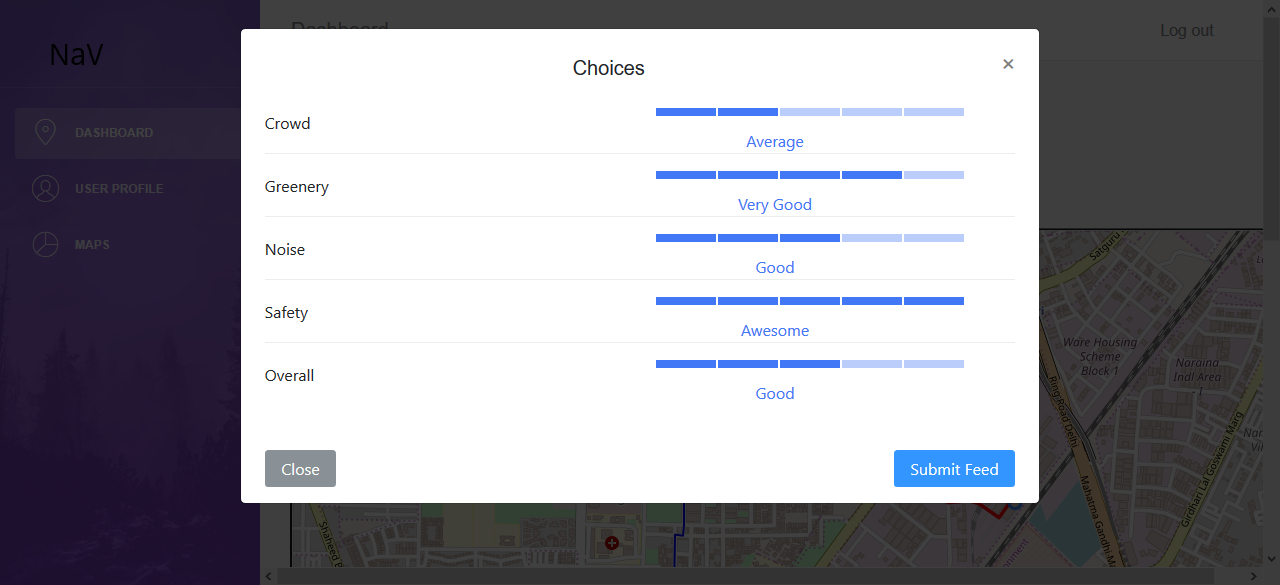 Dashboard
Log out
NaV
Choices
×
DASHBOARD
Crowd
Average
USER PROFILE
Greenery
Very Good
MAPS
Noise
Good
Safety
Awesome
Overall
Good
Close
Submit Feed
Satguru
Ware Housing
Scheme
Block 1
Naraina
Indl Area
- I
Ring Road Delhi
Mahatma Gandhi
Girdhari Lal Goswami Marg
Shaheed